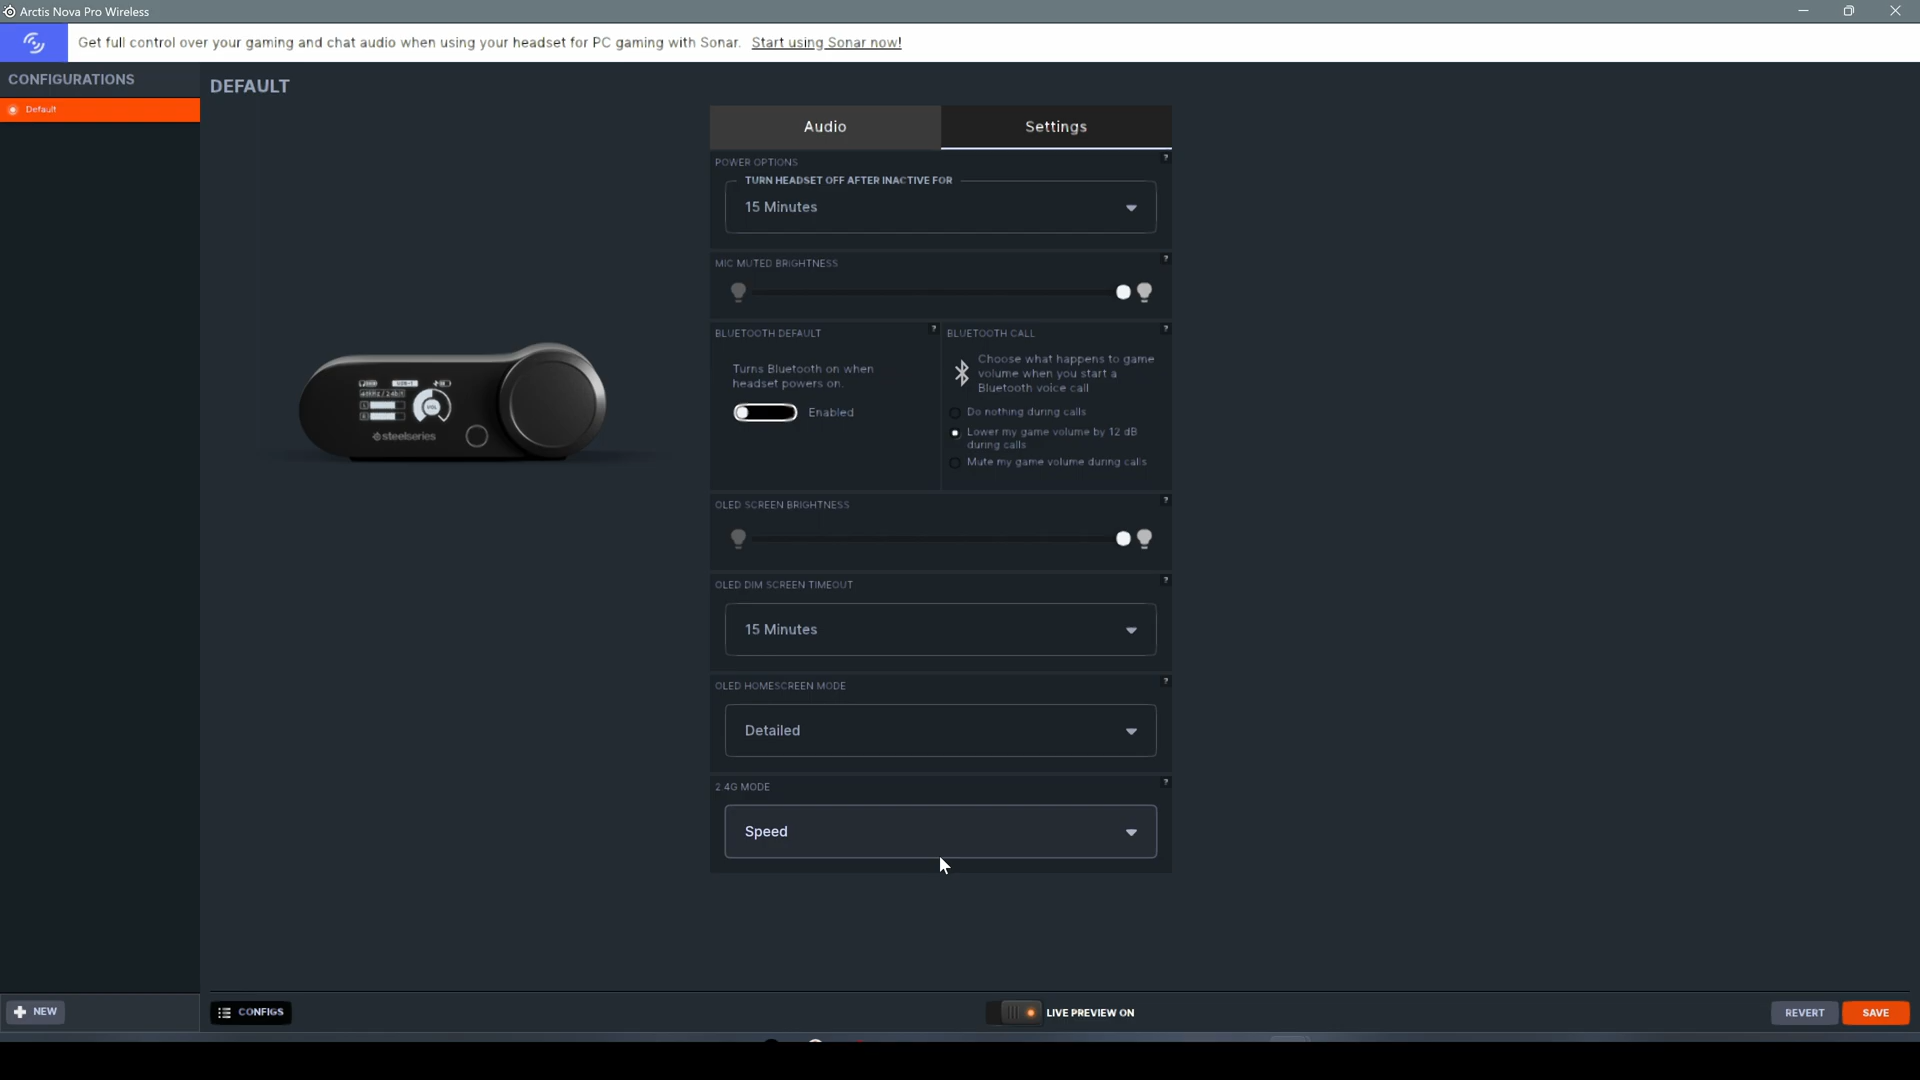 Arctis Nova Pro Wireless
Get full control over your gaming and chat audio when using your headset for PC gaming with Sonar. Start using Sonar now!
CONFIGURATIONS
Default
DEFAULT
Audio
Settings
POWER OPTIONS
?
TURN HEADSET OFF AFTER INACTIVE FOR
15 Minutes
MIC MUTED BRIGHTNESS
?
BLUETOOTH DEFAULT
?
Turns Bluetooth on when
headset powers on.
Enabled
BLUETOOTH CALL
?
Choose what happens to game
volume when you start a
Bluetooth voice call
Do nothing during calls
Lower my game volume by 12 dB
during calls
Mute my game volume during calls
VOL
steelseries
OLED SCREEN BRIGHTNESS
?
OLED DIM SCREEN TIMEOUT
?
15 Minutes
OLED HOMESCREEN MODE
?
Detailed
2.4G MODE
?
Speed
NEW
CONFIGS
LIVE PREVIEW ON
REVERT
SAVE